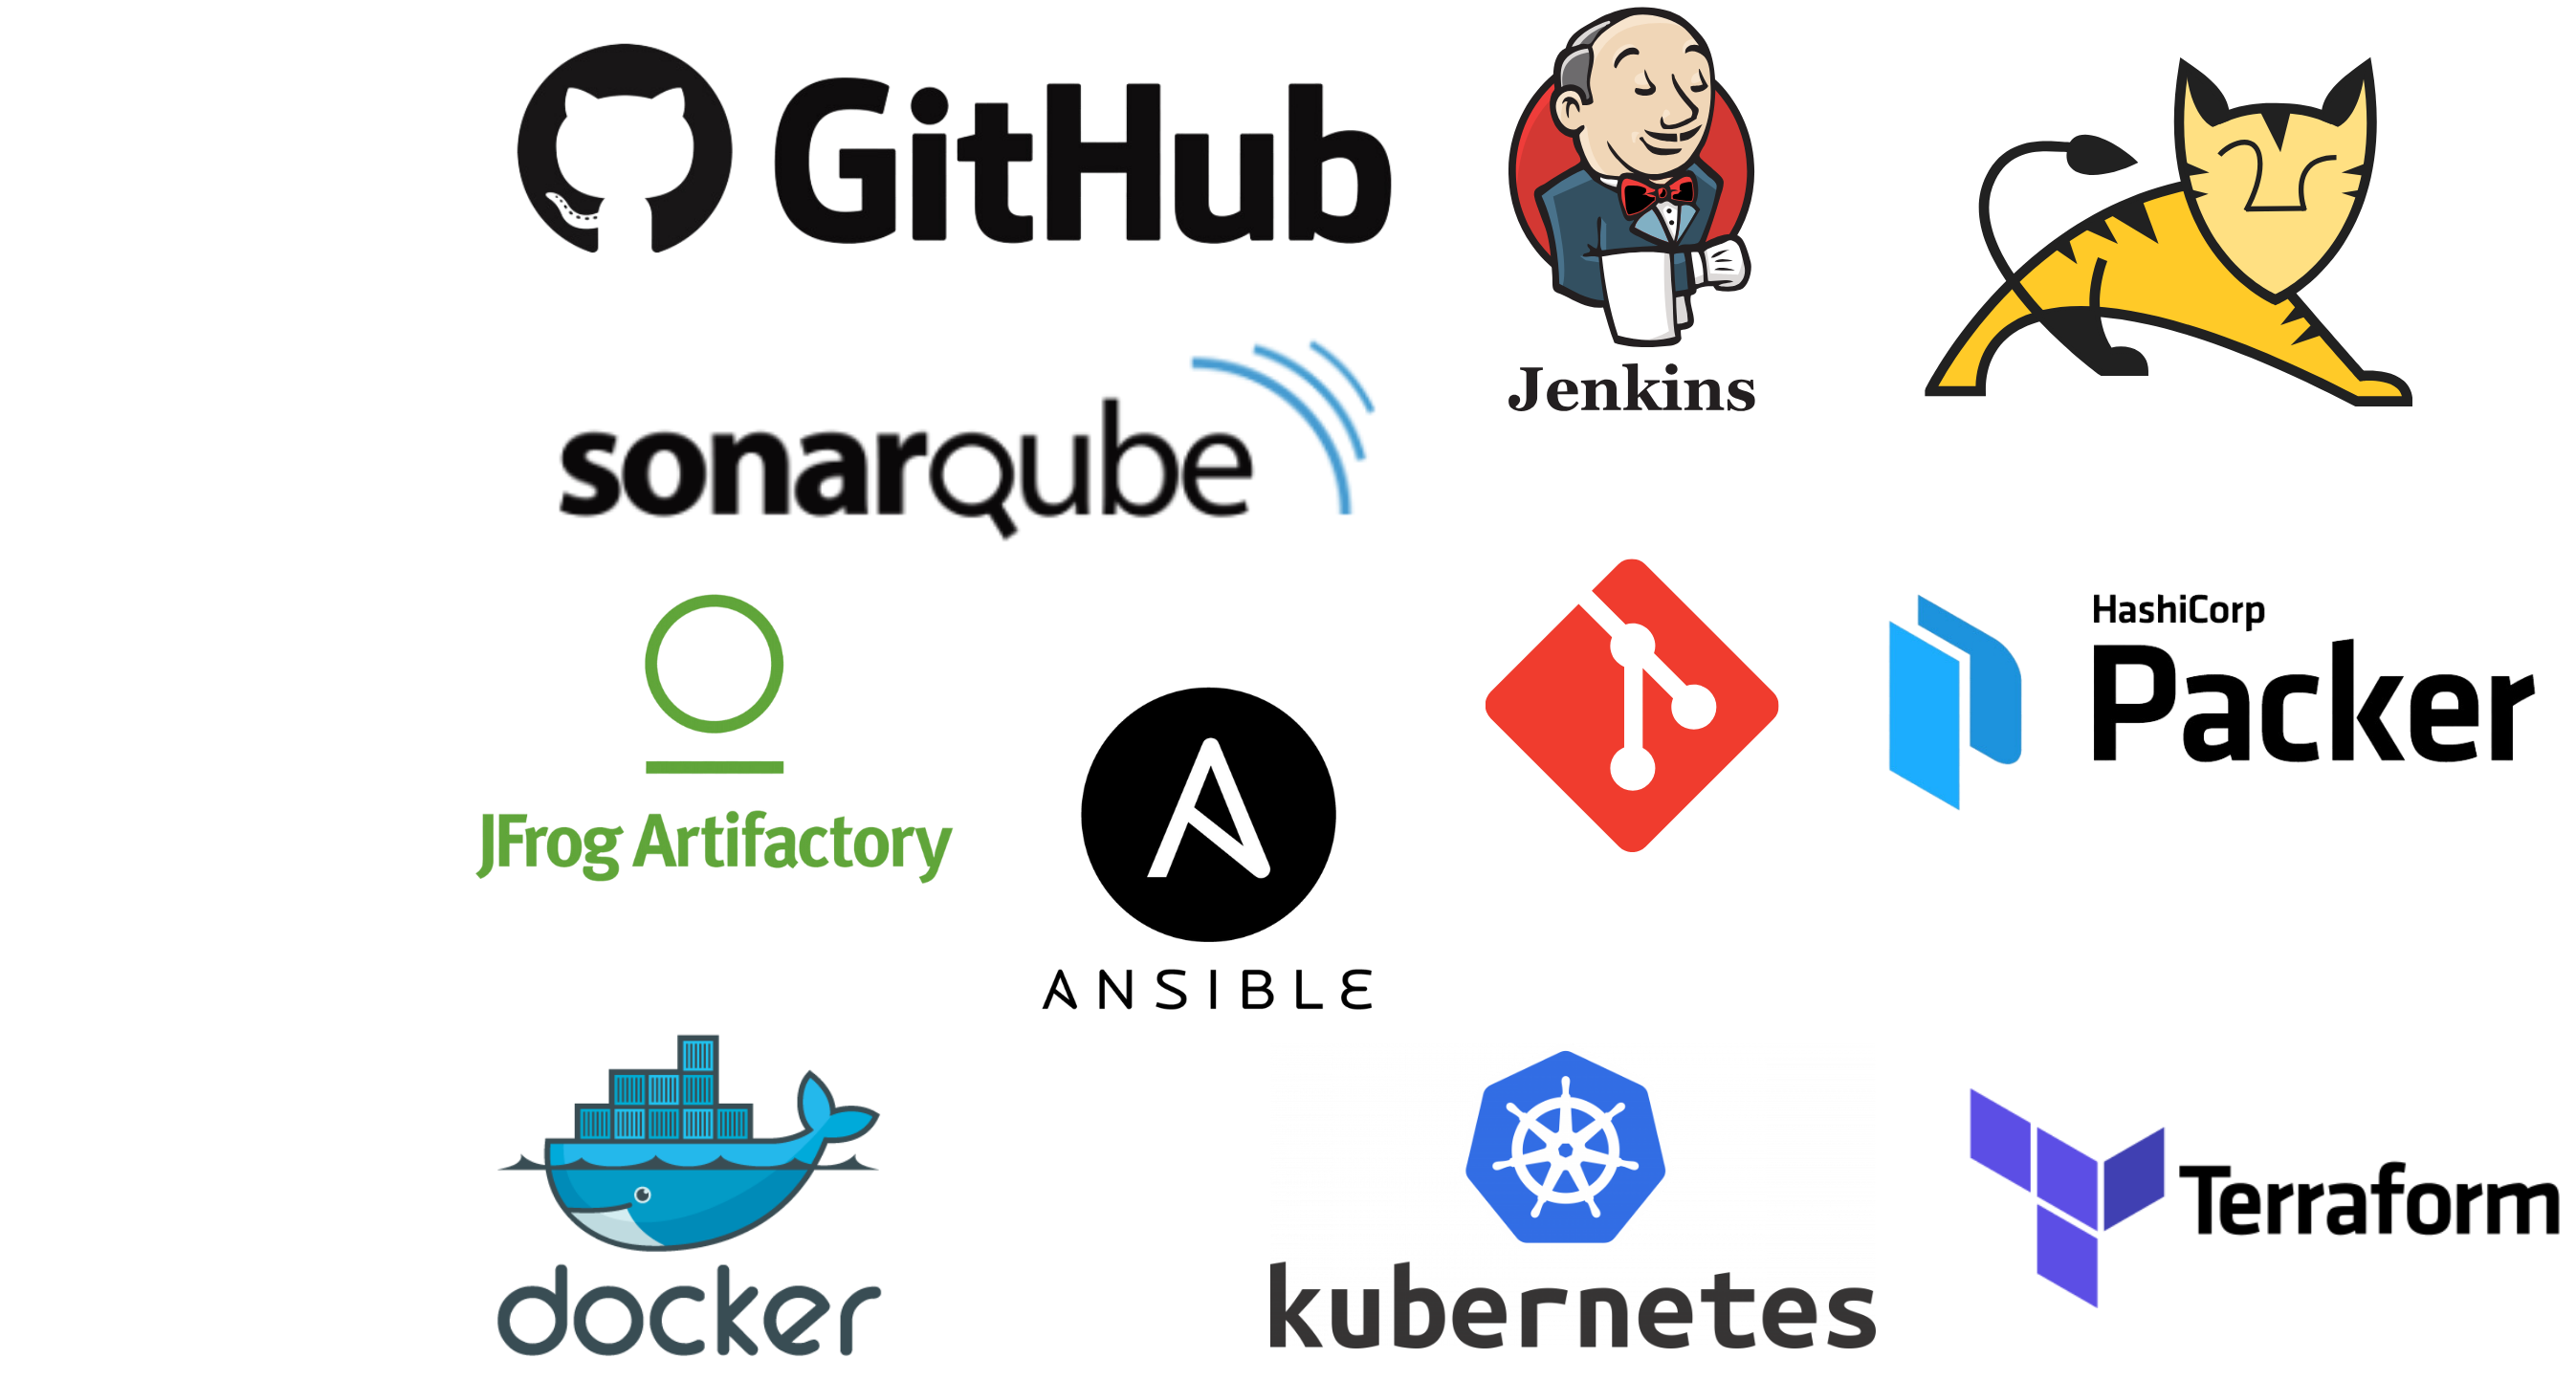 GitHub
Jenkins
sonarqube
HashiCorp
Packer
JFrog Artifactory
ANSIBLE
docker
kubernetes
Terraform